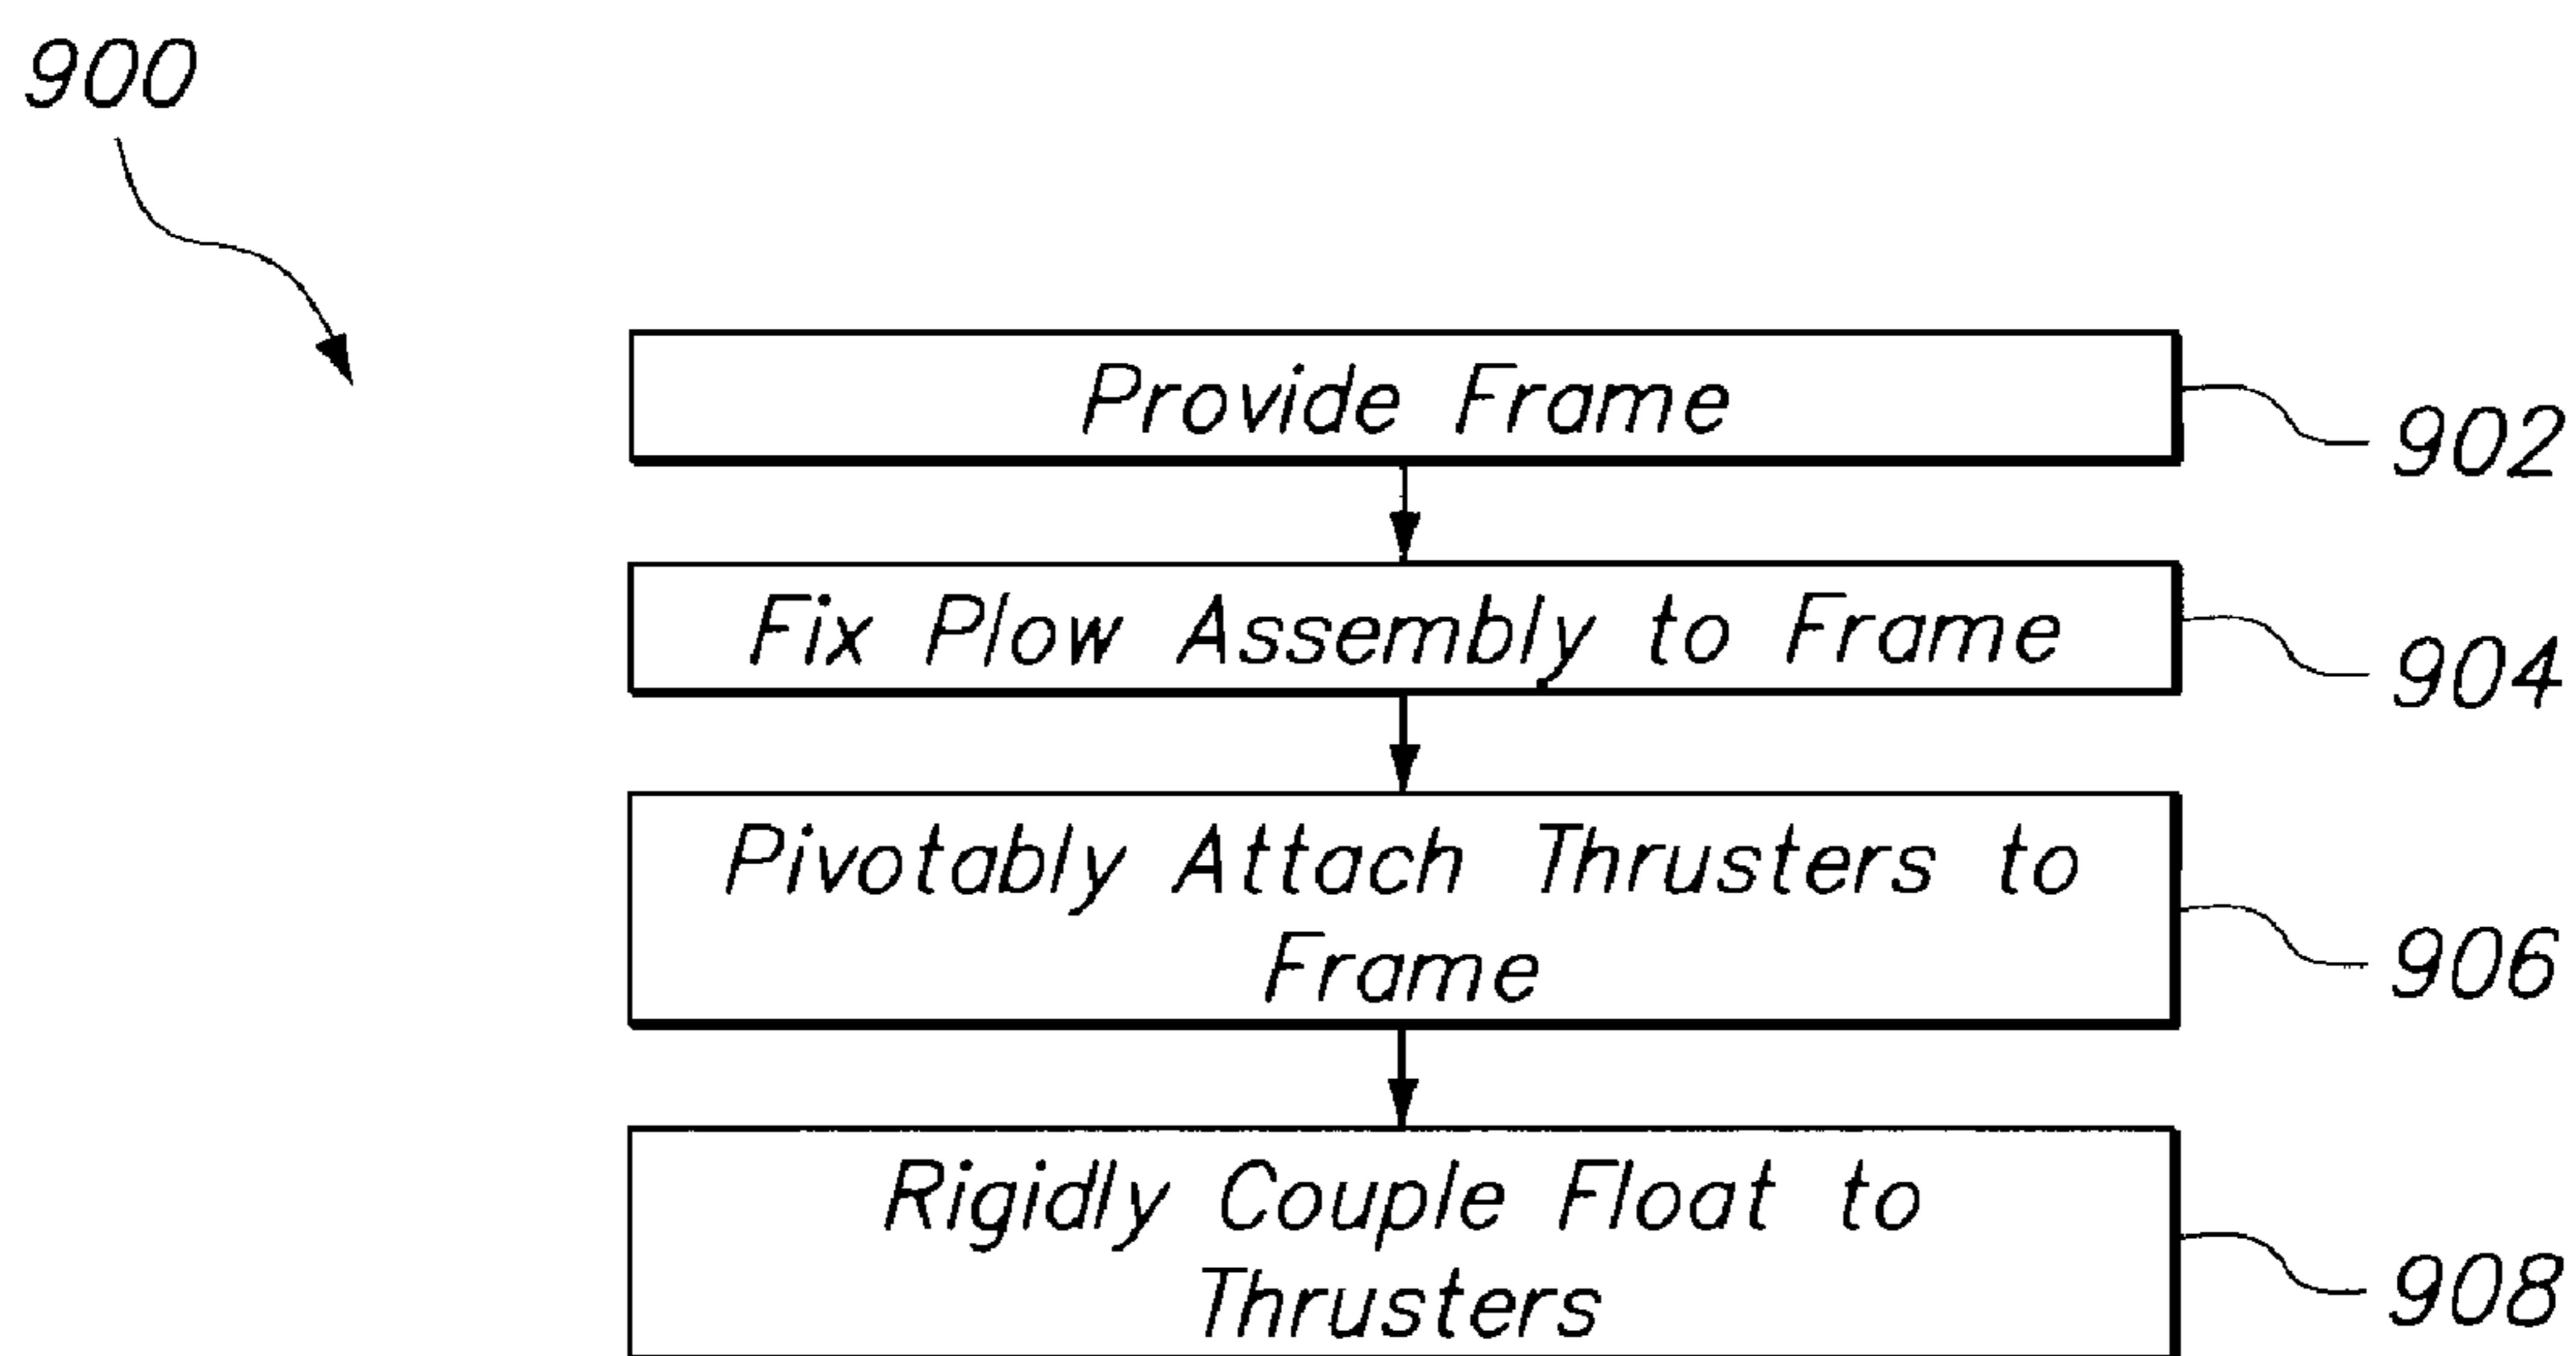 900
Provide Frame
902
Fix Plow Assembly to Frame
904
Pivotably Attach Thrusters to
Frame
906
Rigidly Couple Float to
Thrusters
908